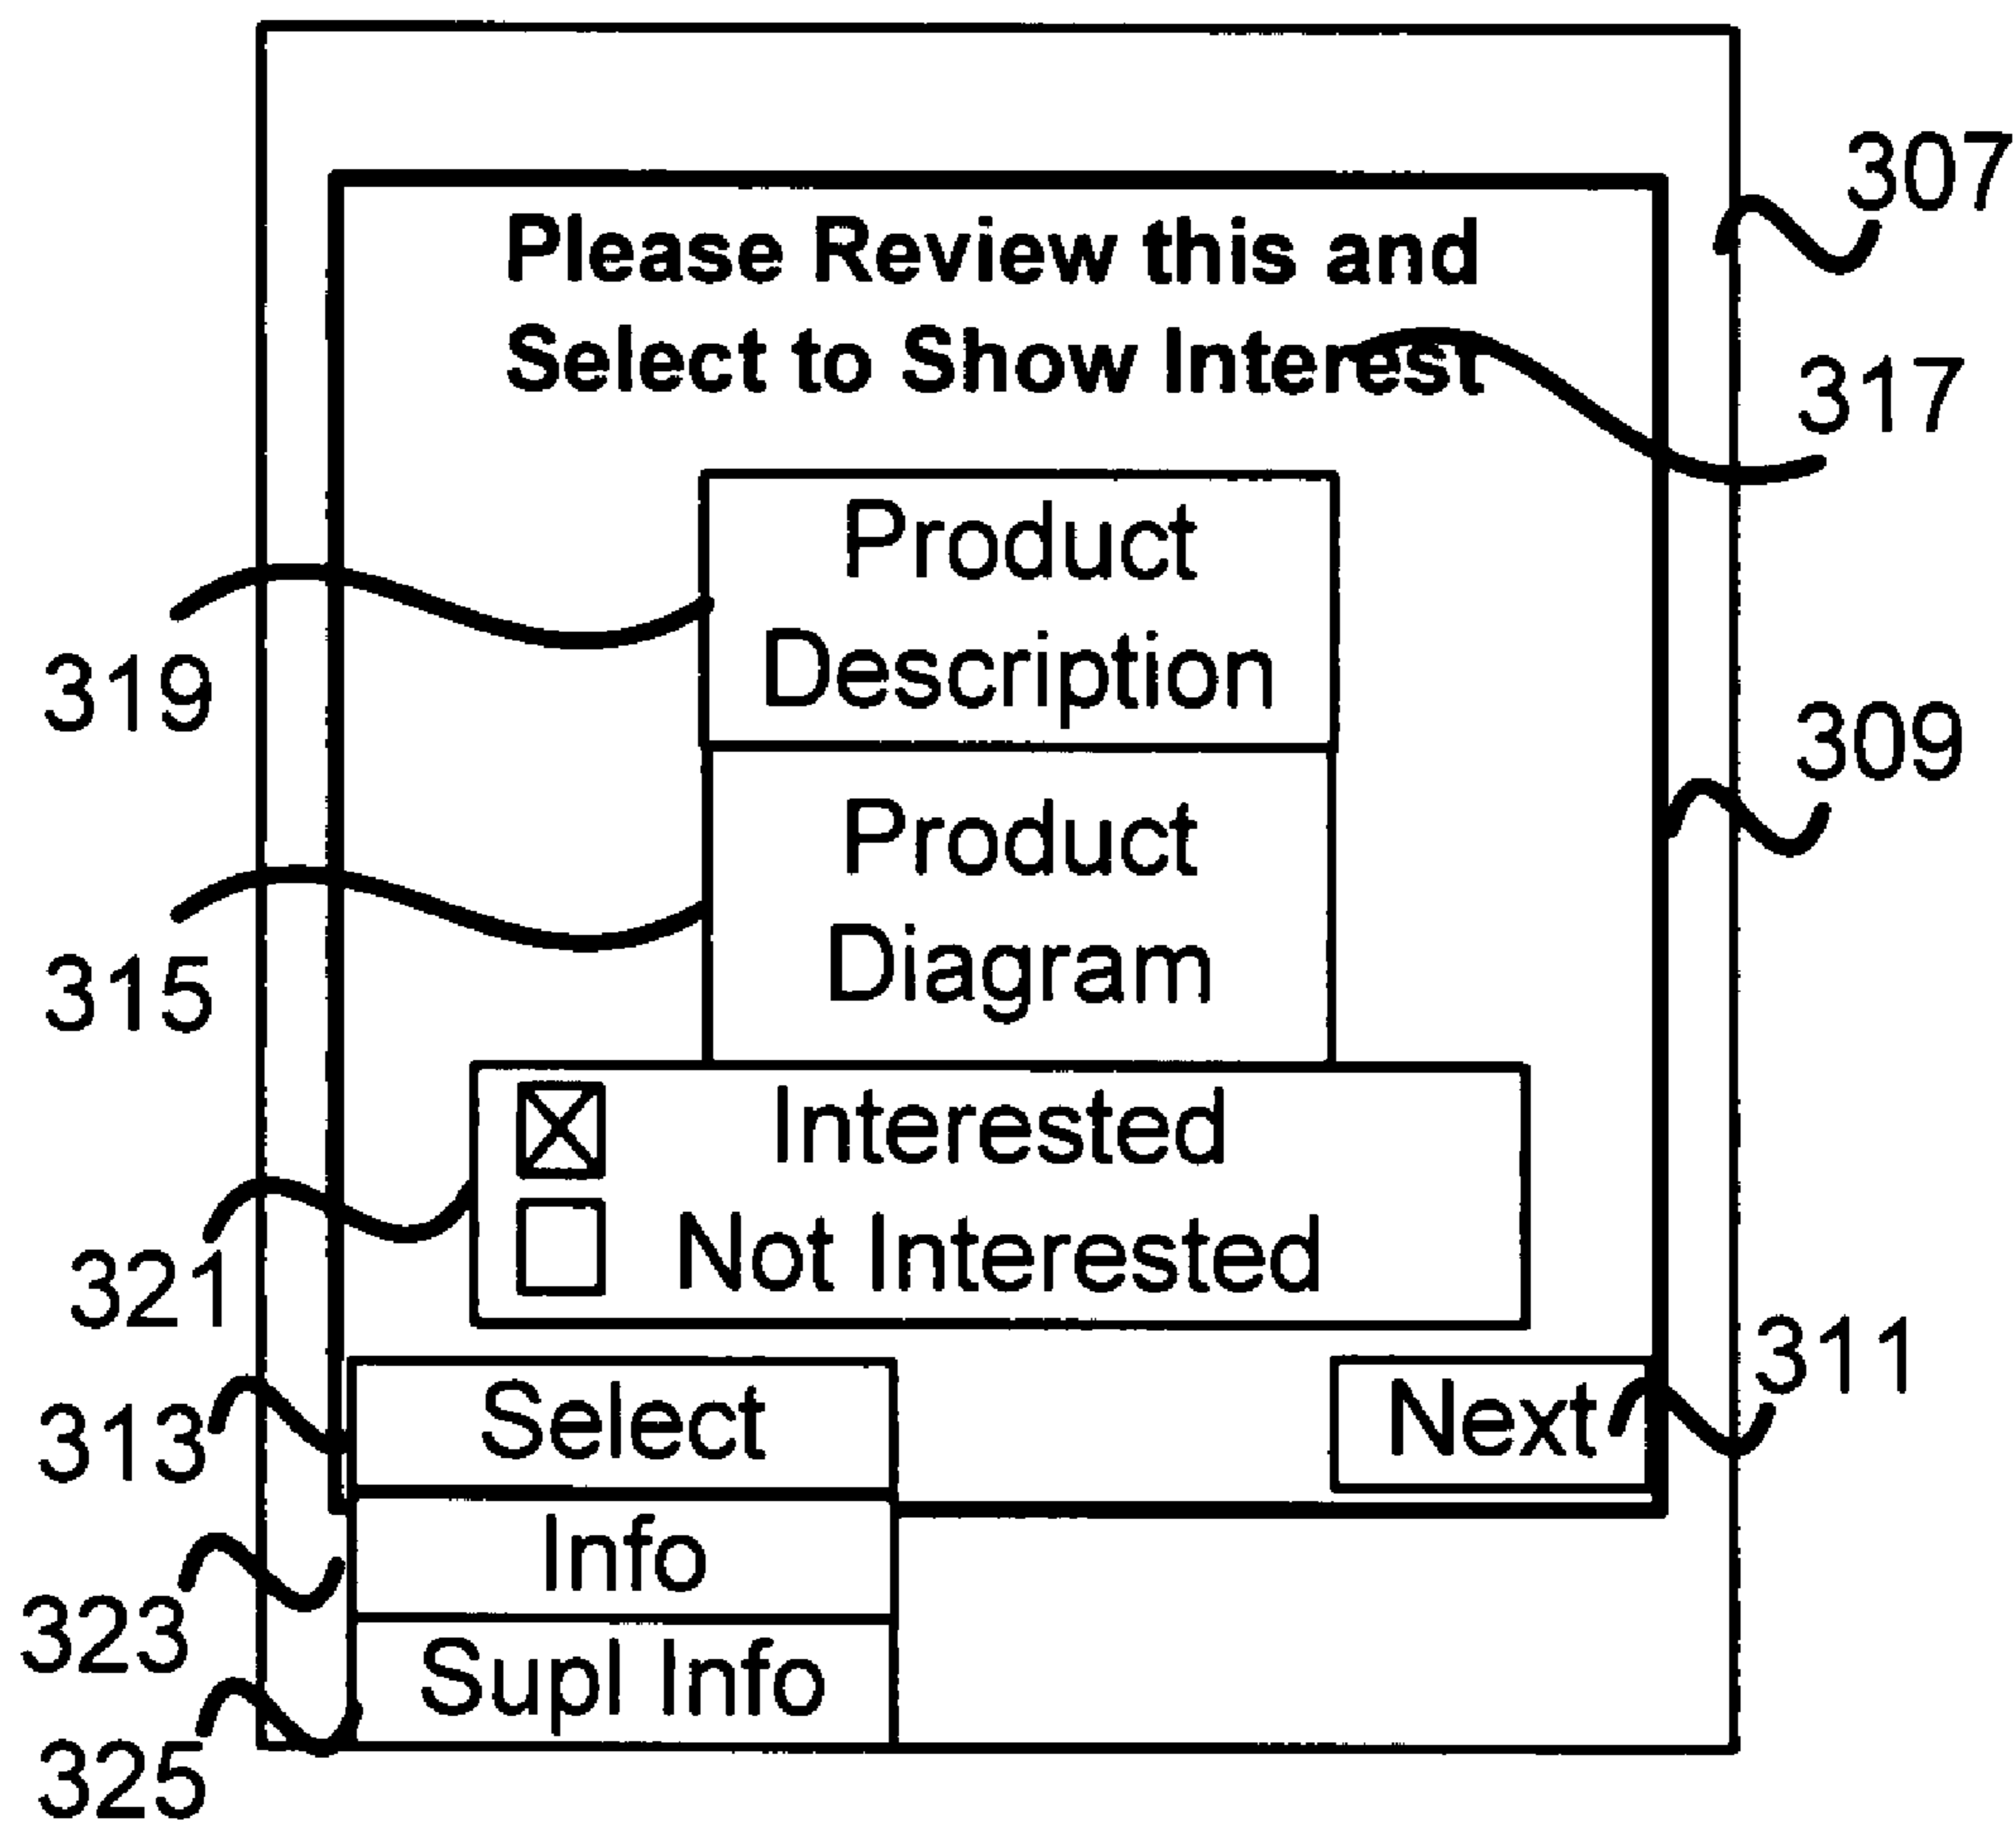 307
Please Review this and
Select to Show Interest
317
Product
Description
319
309
Product
Diagram
315
Interested
Not Interested
321
311
Select
Next
313
Info
323
Supl Info
325